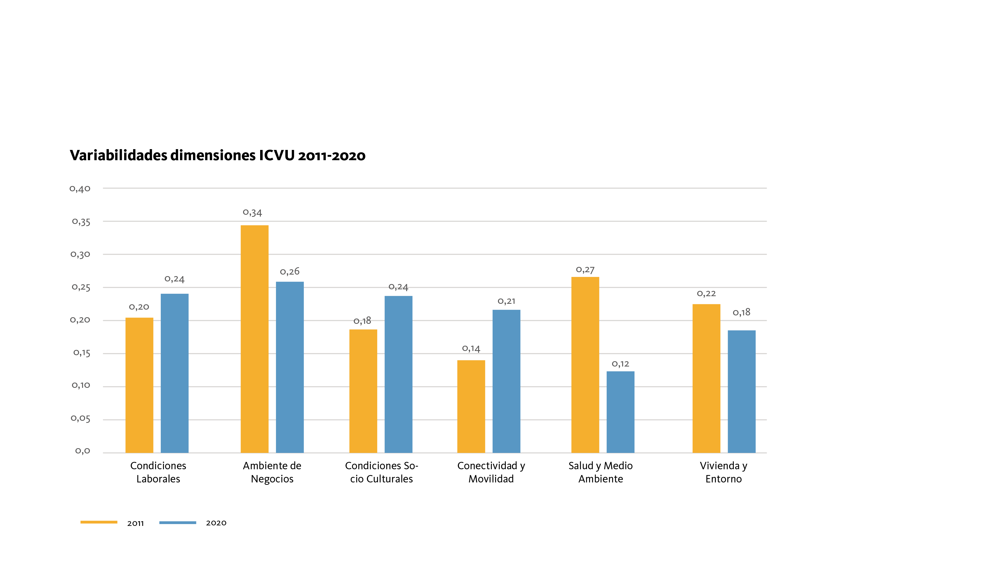 Variabilidades dimensiones ICVU 2011-2020
0,40
0,35
0,30
0,25
0,20
0,15
0,10
0,05
0,0
0,20
0,24
0,34
0,26
0,18
0,24
0,14
0,21
0,27
0,12
0,22
0,18
Condiciones
Laborales
Ambiente de
Negocios
Condiciones So-
cio Culturales
Conectividad y
Movilidad
Salud y Medio
Ambiente
Vivienda y
Entorno
2011
2020